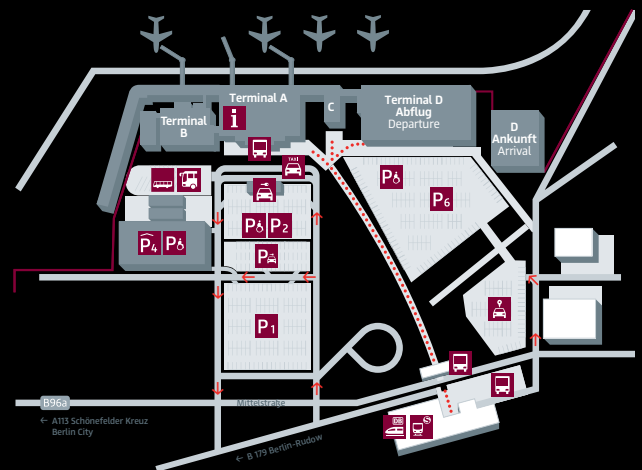 Terminal A
i
Terminal
B
C
Terminal D
Abflug
Departure
D
Ankunft
Arrival
TAXI
P
P6
P4
P
P
P2
P
P1
B96a
Mittelstraße
← A113 Schönefelder Kreuz
Berlin City
← B 179 Berlin-Rudow
DB
S